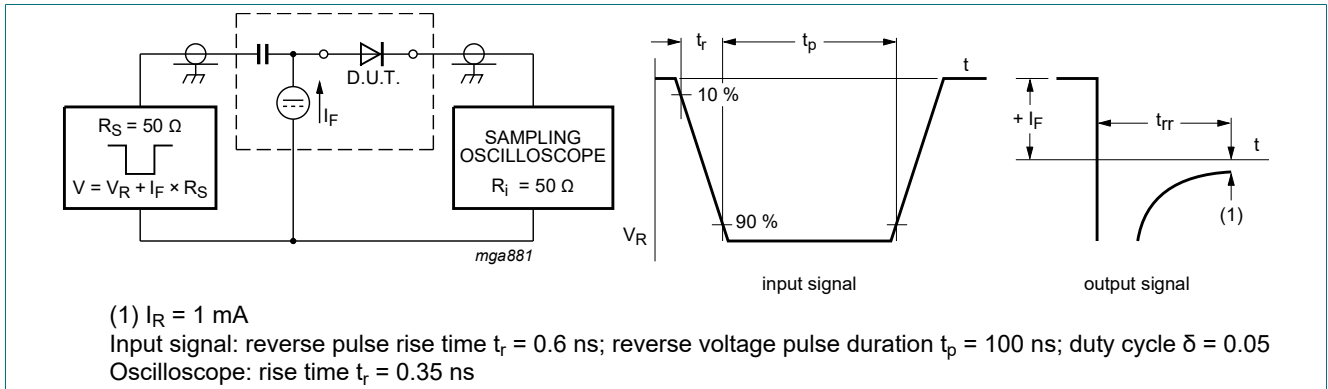 D.U.T.
I_F
R_S = 50 Ω
V = V_R + I_F × R_S
SAMPLING
OSCILLOSCOPE
R_i = 50 Ω
mga881
t_r
t_p
t
10 %
90 %
V_R
input signal
+ I_F
t_rr
t
(1)
output signal
(1) I_R = 1 mA
Input signal: reverse pulse rise time t_r = 0.6 ns; reverse voltage pulse duration t_p = 100 ns; duty cycle δ = 0.05
Oscilloscope: rise time t_r = 0.35 ns